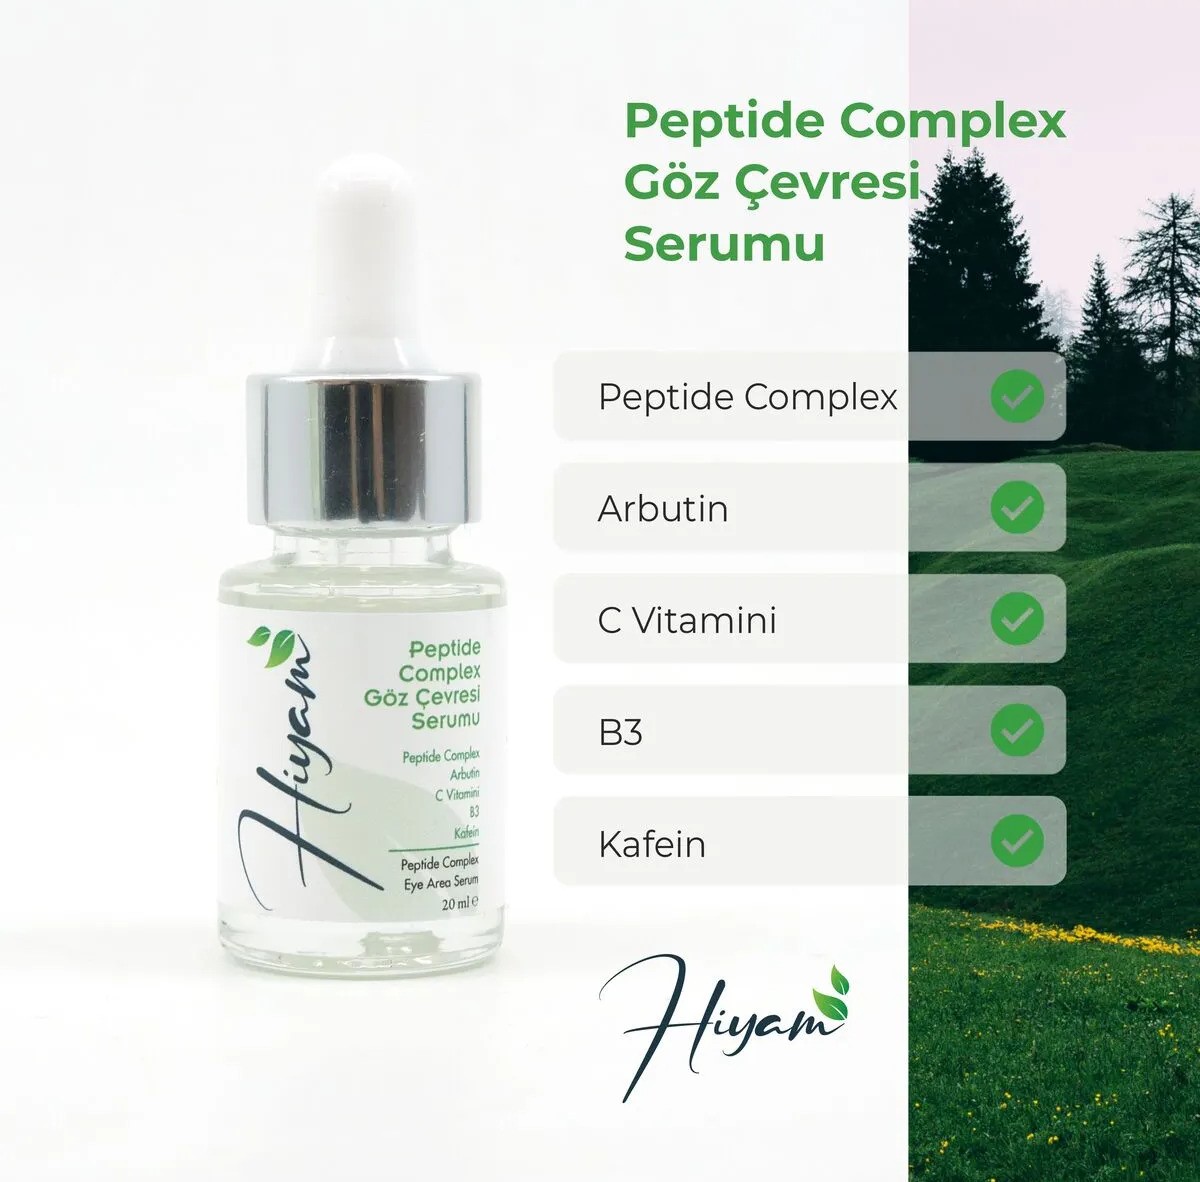 Peptide Complex
Göz Çevresi
Serumu
Peptide Complex
Arbutin
C Vitamini
B3
Kafein
Hiyam
Hiyam
Peptide
Complex
Göz Çevresi
Serumu
Peptide Complex
Arbutin
C Vitamini
B3
Kafein
Peptide Complex
Eye Area Serum
20 ml ℮